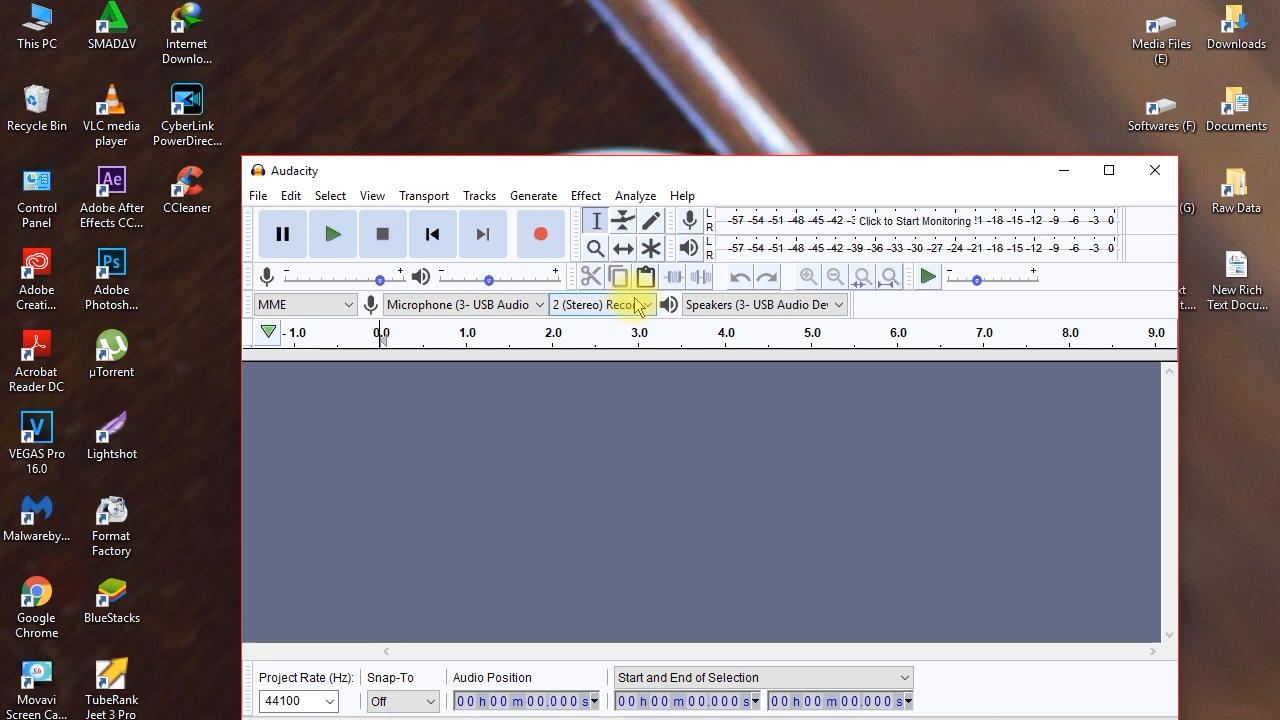 This PC
SMADΔV
Internet
Downlo...
Recycle Bin
VLC media
player
CyberLink
PowerDirec...
Control
Panel
Adobe After
Effects CC...
CCleaner
Adobe
Creati...
Adobe
Photosh...
Acrobat
Reader DC
µTorrent
VEGAS Pro
16.0
Lightshot
Malwareby...
Format
Factory
Google
Chrome
BlueStacks
Movavi
Screen Ca...
TubeRank
Jeet 3 Pro
Media Files
(E)
Downloads
Softwares (F)
Documents
(G)
Raw Data
New Rich
Text Docu...
Audacity
File Edit Select View Transport Tracks Generate Effect Analyze Help
L
R
-57 -54 -51 -48 -45 -42 -3 Click to Start Monitoring !1 -18 -15 -12 -9 -6 -3 0
L
R
-57 -54 -51 -48 -45 -42 -39 -36 -33 -30 -27 -24 -21 -18 -15 -12 -9 -6 -3 0
- + - +
MME
Microphone (3- USB Audio
2 (Stereo) Recor
Speakers (3- USB Audio Dev
- 1.0 0.0 1.0 2.0 3.0 4.0 5.0 6.0 7.0 8.0 9.0
Project Rate (Hz):
Snap-To
Audio Position
Start and End of Selection
44100
Off
00 h 00 m 00.000 s
00 h 00 m 00.000 s
00 h 00 m 00.000 s